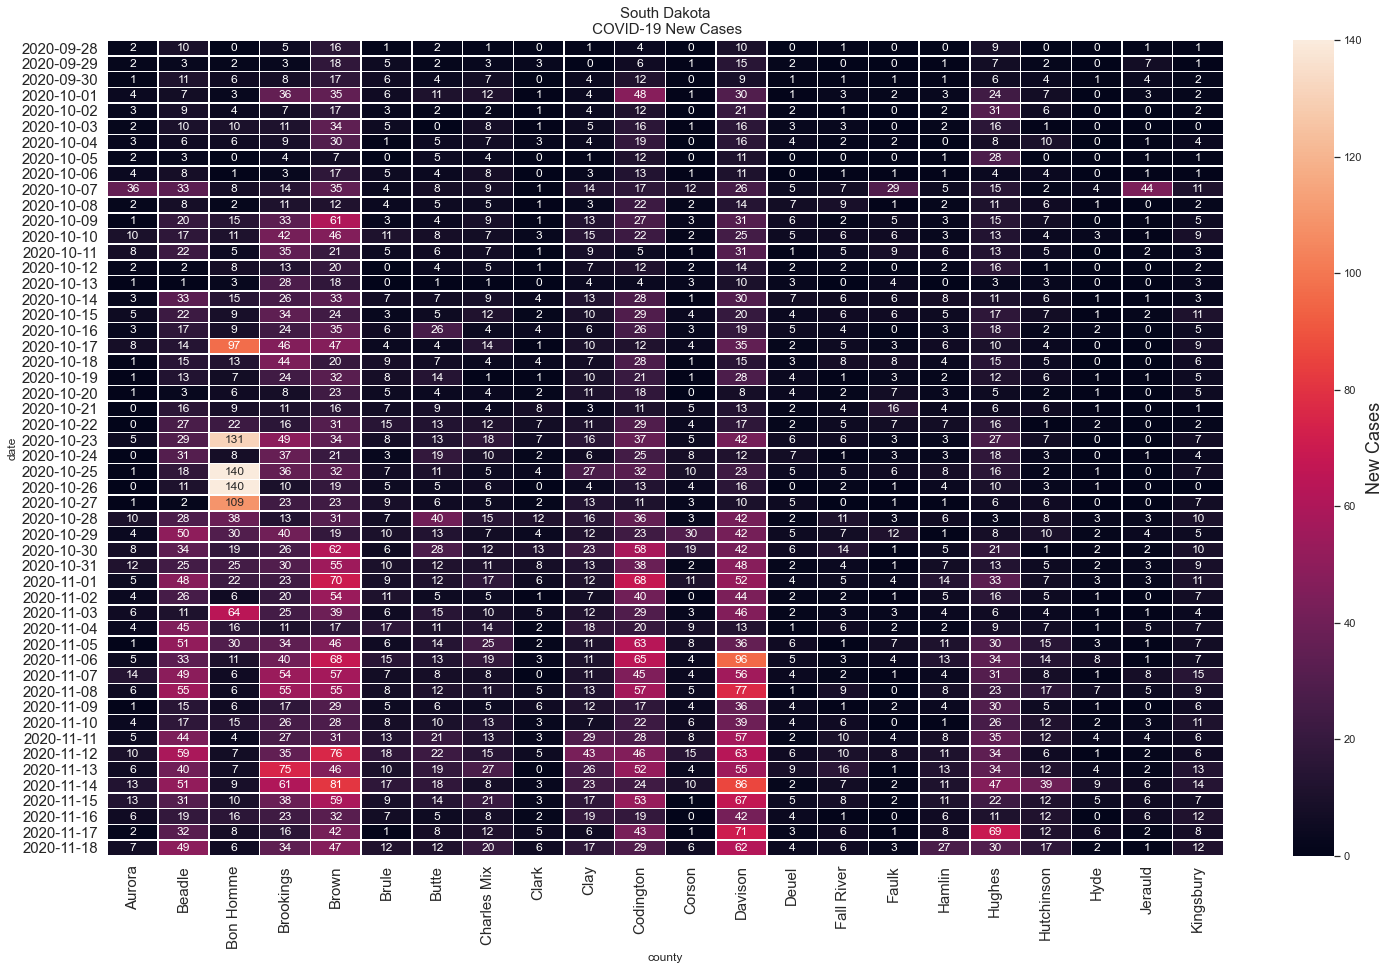 South Dakota
COVID-19 New Cases
2020-09-28 2 10 0 5 16 1 2 1 0 1 4 0 10 0 1 0 0 9 0 0 1 1
2020-09-29 2 3 2 3 18 5 2 3 3 0 6 1 15 2 0 0 1 7 2 0 7 1
2020-09-30 1 11 6 8 17 6 4 7 0 4 12 0 9 1 1 1 1 6 4 1 4 2
2020-10-01 4 7 3 36 35 6 11 12 1 4 48 1 30 1 3 2 3 24 7 0 3 2
2020-10-02 3 9 4 7 17 3 2 2 1 4 12 0 21 2 1 0 2 31 6 0 0 2
2020-10-03 2 10 10 11 34 5 0 8 1 5 16 1 16 3 3 0 2 16 1 0 0 0
2020-10-04 3 6 6 9 30 1 5 7 3 4 19 0 16 4 2 2 0 8 10 0 1 4
2020-10-05 2 3 0 4 7 0 5 4 0 1 12 0 11 0 0 0 1 28 0 0 1 1
2020-10-06 4 8 1 3 17 5 4 8 0 3 13 1 11 0 1 1 1 4 4 0 1 1
2020-10-07 36 33 8 14 35 4 8 9 1 14 17 12 26 5 7 29 5 15 2 4 44 11
2020-10-08 2 8 2 11 12 4 5 5 1 3 22 2 14 7 9 1 2 11 6 1 0 2
2020-10-09 1 20 15 33 61 3 4 9 1 13 27 3 31 6 2 5 3 15 7 0 1 5
2020-10-10 10 17 11 42 46 11 8 7 3 15 22 2 25 5 6 6 3 13 4 3 1 9
2020-10-11 8 22 5 35 21 5 6 7 1 9 5 1 31 1 5 9 6 13 5 0 2 3
2020-10-12 2 2 8 13 20 0 4 5 1 7 12 2 14 2 2 0 2 16 1 0 0 2
2020-10-13 1 1 3 28 18 0 1 1 0 4 4 3 10 3 0 4 0 3 3 0 0 3
2020-10-14 3 33 15 26 33 7 7 9 4 13 28 1 30 7 6 6 8 11 6 1 1 3
2020-10-15 5 22 9 34 24 3 5 12 2 10 29 4 20 4 6 6 5 17 7 1 2 11
2020-10-16 3 17 9 24 35 6 26 4 4 6 26 3 19 5 4 0 3 18 2 2 0 5
2020-10-17 8 14 97 46 47 4 4 14 1 10 12 4 35 2 5 3 6 10 4 0 0 9
2020-10-18 1 15 13 44 20 9 7 4 4 7 28 1 15 3 8 8 4 15 5 0 0 6
2020-10-19 1 13 7 24 32 8 14 1 1 10 21 1 28 4 1 3 2 12 6 1 1 5
2020-10-20 1 3 6 8 23 5 4 4 2 11 18 0 8 4 2 7 3 5 2 1 0 5
2020-10-21 0 16 9 11 16 7 9 4 8 3 11 5 13 2 4 16 4 6 6 1 0 1
2020-10-22 0 27 22 16 31 15 13 12 7 11 29 4 17 2 5 7 7 16 1 2 0 2
2020-10-23 5 29 131 49 34 8 13 18 7 16 37 5 42 6 6 3 3 27 7 0 0 7
2020-10-24 0 31 8 37 21 3 19 10 2 6 25 8 12 7 1 3 3 18 3 0 1 4
2020-10-25 1 18 140 36 32 7 11 5 4 27 32 10 23 5 5 6 8 16 2 1 0 7
2020-10-26 0 11 140 10 19 5 5 6 0 4 13 4 16 0 2 1 4 10 3 1 0 0
2020-10-27 1 2 109 23 23 9 6 5 2 13 11 3 10 5 0 1 1 6 6 0 0 7
2020-10-28 10 28 38 13 31 7 40 15 12 16 36 3 42 2 11 3 6 3 8 3 3 10
2020-10-29 4 50 30 40 19 10 13 7 4 12 23 30 42 5 7 12 1 8 10 2 4 5
2020-10-30 8 34 19 26 62 6 28 12 13 23 58 19 42 6 14 1 5 21 1 2 2 10
2020-10-31 12 25 25 30 55 10 12 11 8 13 38 2 48 2 4 1 7 13 5 2 3 9
2020-11-01 5 48 22 23 70 9 12 17 6 12 68 11 52 4 5 4 14 33 7 3 3 11
2020-11-02 4 26 6 20 54 11 5 5 1 7 40 0 44 2 2 1 5 16 5 1 0 7
2020-11-03 6 11 64 25 39 6 15 10 5 12 29 3 46 2 3 3 4 6 4 1 1 4
2020-11-04 4 45 16 11 17 17 11 14 2 18 20 9 13 1 6 2 2 9 7 1 5 7
2020-11-05 1 51 30 34 46 6 14 25 2 11 63 8 36 6 1 7 11 30 15 3 1 7
2020-11-06 5 33 11 40 68 15 13 19 3 11 65 4 96 5 3 4 13 34 14 8 1 7
2020-11-07 14 49 6 54 57 7 8 8 0 11 45 4 56 4 2 1 4 31 8 1 8 15
2020-11-08 6 55 6 55 55 8 12 11 5 13 57 5 77 1 9 0 8 23 17 7 5 9
2020-11-09 1 15 6 17 29 5 6 5 6 12 17 4 36 4 1 2 4 30 5 1 0 6
2020-11-10 4 17 15 26 28 8 10 13 3 7 22 6 39 4 6 0 1 26 12 2 3 11
2020-11-11 5 44 4 27 31 13 21 13 3 29 28 8 57 2 10 4 8 35 12 4 4 6
2020-11-12 10 59 7 35 76 18 22 15 5 43 46 15 63 6 10 8 11 34 6 1 2 6
2020-11-13 6 40 7 75 46 10 19 27 0 26 52 4 55 9 16 1 13 34 12 4 2 13
2020-11-14 13 51 9 61 81 17 18 8 3 23 24 10 86 2 7 2 11 47 39 9 6 14
2020-11-15 13 31 10 38 59 9 14 21 3 17 53 1 67 5 8 2 11 22 12 5 6 7
2020-11-16 6 19 16 23 32 7 5 8 2 19 19 0 42 4 2 0 6 11 12 0 6 12
2020-11-17 2 32 8 16 42 1 8 12 5 6 43 1 71 3 6 1 8 69 12 6 2 8
2020-11-18 7 49 6 34 47 12 12 20 6 17 29 6 62 4 6 3 27 30 17 2 1 12
Aurora Beadle Bon Homme Brookings Brown Brule Butte Charles Mix Clark Clay Codington Corson Davison Deuel Fall River Faulk Hamlin Hughes Hutchinson Hyde Jerauld Kingsbury
county
date
140
120
100
80
60
40
20
0
New Cases